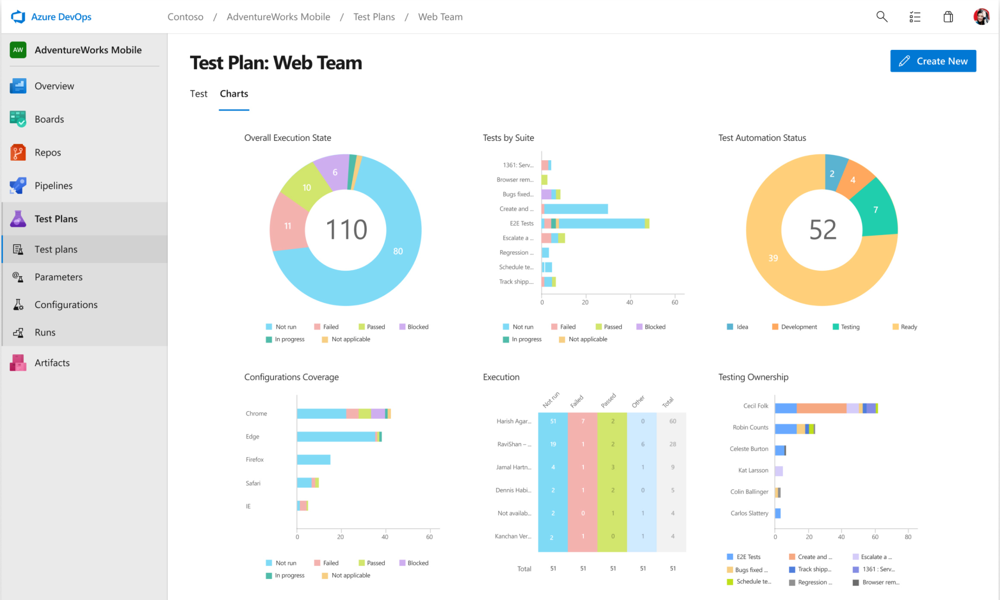 Azure DevOps
Contoso / AdventureWorks Mobile / Test Plans / Web Team
AW AdventureWorks Mobile
Overview
Boards
Repos
Pipelines
Test Plans
Test plans
Parameters
Configurations
Runs
Artifacts
Test Plan: Web Team
Create New
Test Charts
Overall Execution State
6
10
11
110
80
Not run Failed Passed Blocked
In progress Not applicable
Tests by Suite
1361: Serv...
Browser rem...
Bugs fixed...
Create and ...
E2E Tests
Escalate a ...
Regression ...
Schedule te...
Track shipp....
0 20 40 60
Not run Failed Passed Blocked
In progress Not applicable
Test Automation Status
2
4
7
52
39
Idea Development Testing Ready
Configurations Coverage
Chrome
Edge
Firefox
Safari
IE
0 20 40 60
Not run Failed Passed Blocked
In progress Not applicable
Execution
Not run Failed Passed Other Total
Harish Agar... 51 7 2 0 60
RaviShan – ... 19 1 2 6 28
Jamal Hartn... 4 1 3 1 9
Dennis Habi... 2 1 2 0 5
Not availab... 2 0 1 1 4
Kanchan Ver... 2 1 0 1 4
Total 51 51 51 51 51
Testing Ownership
Cecil Folk
Robin Counts
Celeste Burton
Kat Larsson
Colin Ballinger
Carlos Slattery
0 20 40 60 80
E2E Tests Create and ... Escalate a ...
Bugs fixed ... Track shipp... 1361 : Serv...
Schedule te... Regression ... Browser rem...